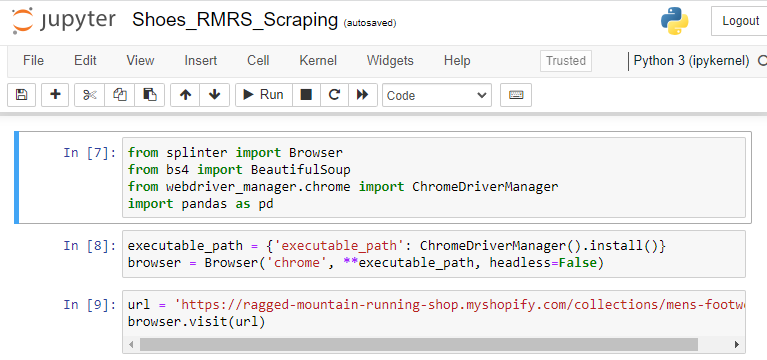 jupyter Shoes_RMRS_Scraping (autosaved)
Logout
File Edit View Insert Cell Kernel Widgets Help Trusted Python 3 (ipykernel)
Run Code
In [7]: from splinter import Browser
from bs4 import BeautifulSoup
from webdriver_manager.chrome import ChromeDriverManager
import pandas as pd
In [8]: executable_path = {'executable_path': ChromeDriverManager().install()}
browser = Browser('chrome', **executable_path, headless=False)
In [9]: url = 'https://ragged-mountain-running-shop.myshopify.com/collections/mens-footw
browser.visit(url)